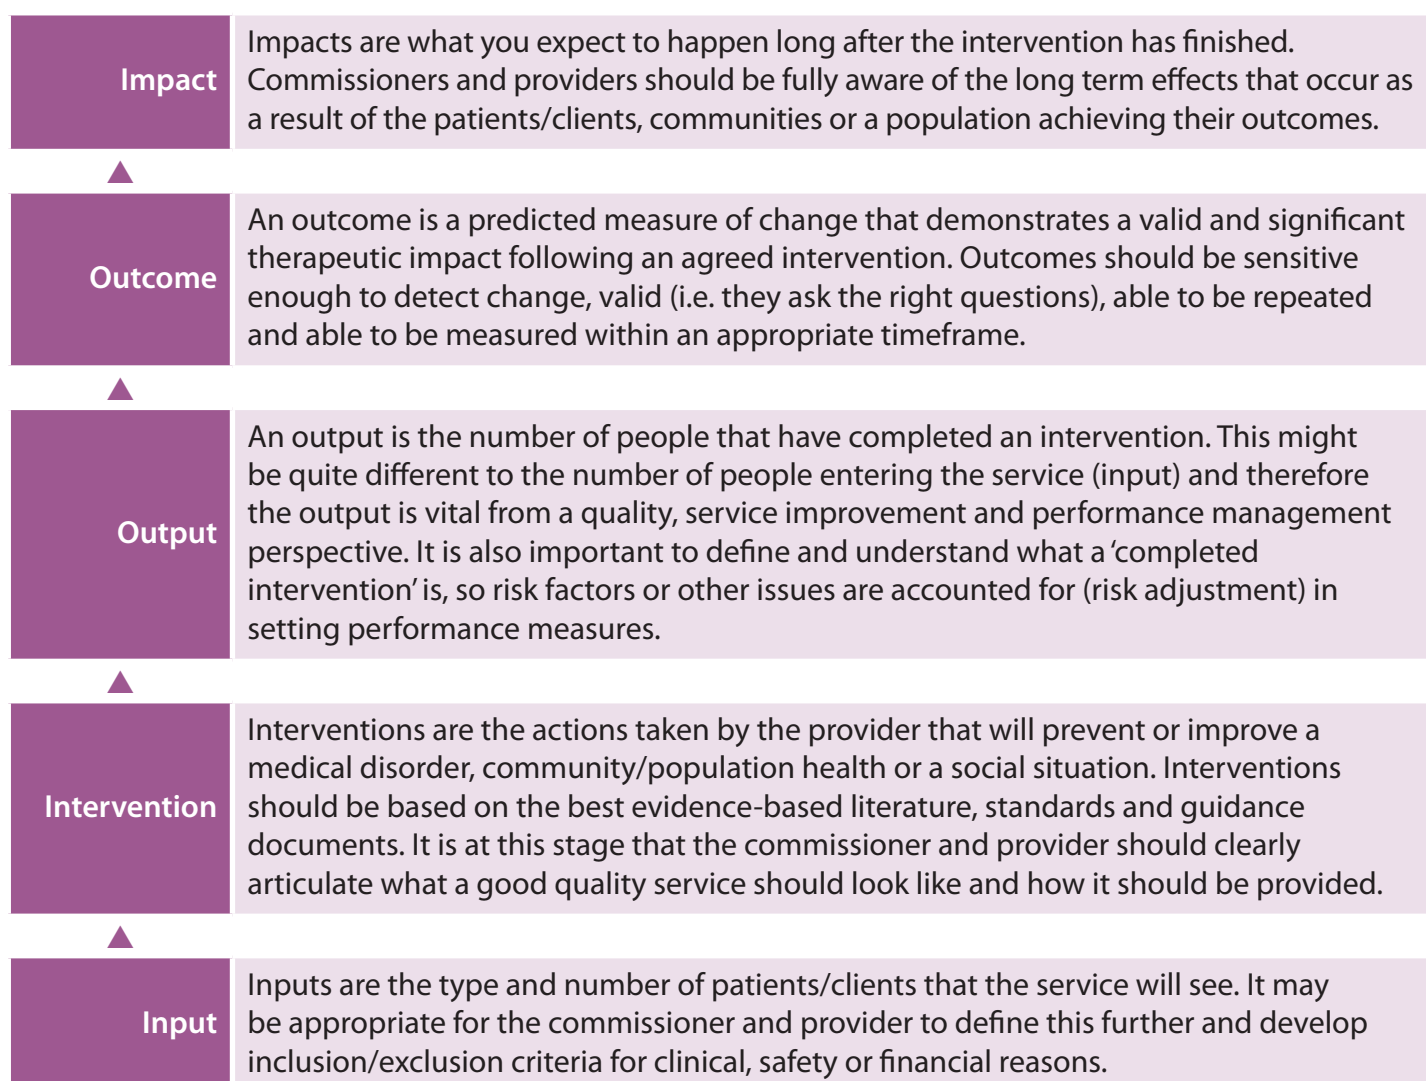 Impact
Impacts are what you expect to happen long after the intervention has finished.
Commissioners and providers should be fully aware of the long term effects that occur as
a result of the patients/clients, communities or a population achieving their outcomes.
Outcome
An outcome is a predicted measure of change that demonstrates a valid and significant
therapeutic impact following an agreed intervention. Outcomes should be sensitive
enough to detect change, valid (i.e. they ask the right questions), able to be repeated
and able to be measured within an appropriate timeframe.
Output
An output is the number of people that have completed an intervention. This might
be quite different to the number of people entering the service (input) and therefore
the output is vital from a quality, service improvement and performance management
perspective. It is also important to define and understand what a ‘completed
intervention’ is, so risk factors or other issues are accounted for (risk adjustment) in
setting performance measures.
Intervention
Interventions are the actions taken by the provider that will prevent or improve a
medical disorder, community/population health or a social situation. Interventions
should be based on the best evidence-based literature, standards and guidance
documents. It is at this stage that the commissioner and provider should clearly
articulate what a good quality service should look like and how it should be provided.
Input
Inputs are the type and number of patients/clients that the service will see. It may
be appropriate for the commissioner and provider to define this further and develop
inclusion/exclusion criteria for clinical, safety or financial reasons.